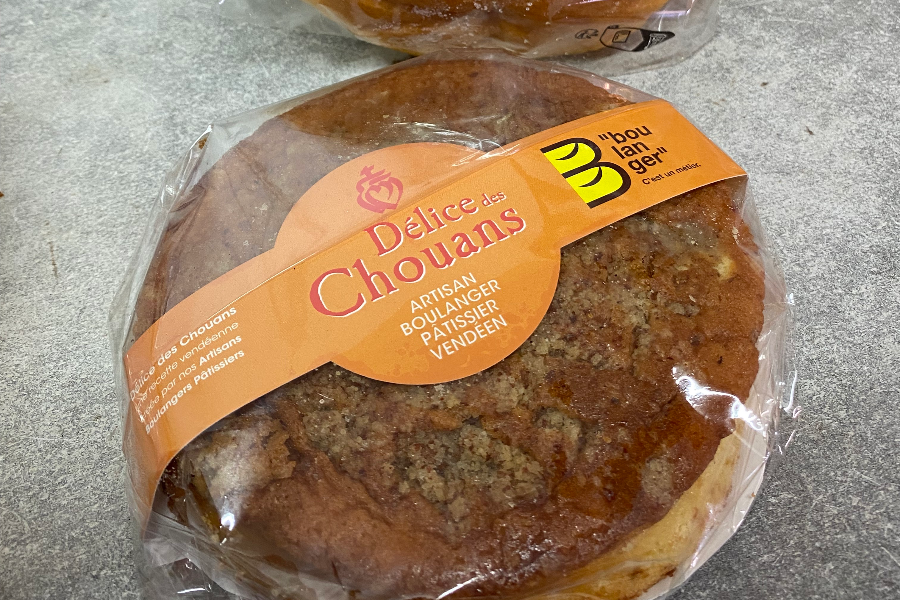 Délice des
Chouans
ARTISAN
BOULANGER
PÂTISSIER
VENDÉEN
"bou
lan
ger"
C'est un métier.
Délice des Chouans
recette vendéenne
par nos Artisans
Boulangers Pâtissiers